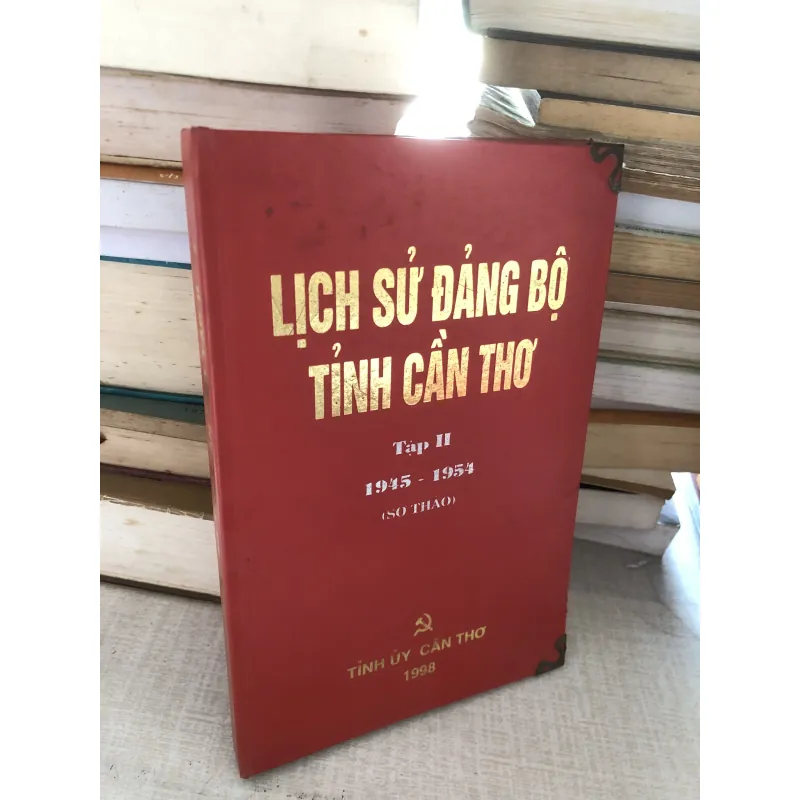 LỊCH SỬ ĐẢNG BỘ
TỈNH CẦN THƠ
Tập II
1945 - 1954
(SƠ THẢO)
TỈNH ỦY CẦN THƠ
1998